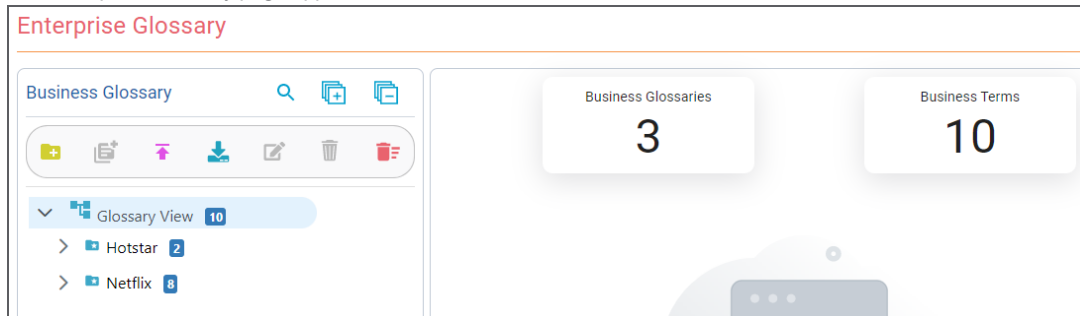 Enterprise Glossary
Business Glossary
Glossary View 10
Hotstar 2
Netflix 8
Business Glossaries
3
Business Terms
10